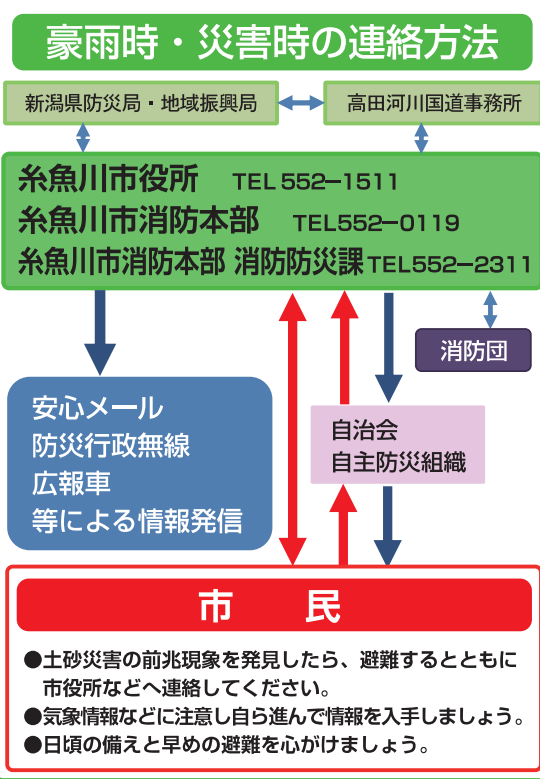 豪雨時・災害時の連絡方法
新潟県防災局・地域振興局
高田河川国道事務所
糸魚川市役所 TEL 552−1511
糸魚川市消防本部 TEL552−0119
糸魚川市消防本部 消防防災課 TEL552−2311
消防団
安心メール
防災行政無線
広報車
等による情報発信
自治会
自主防災組織
市 民
●土砂災害の前兆現象を発見したら、避難するとともに
市役所などへ連絡してください。
●気象情報などに注意し自ら進んで情報を入手しましょう。
●日頃の備えと早めの避難を心がけましょう。